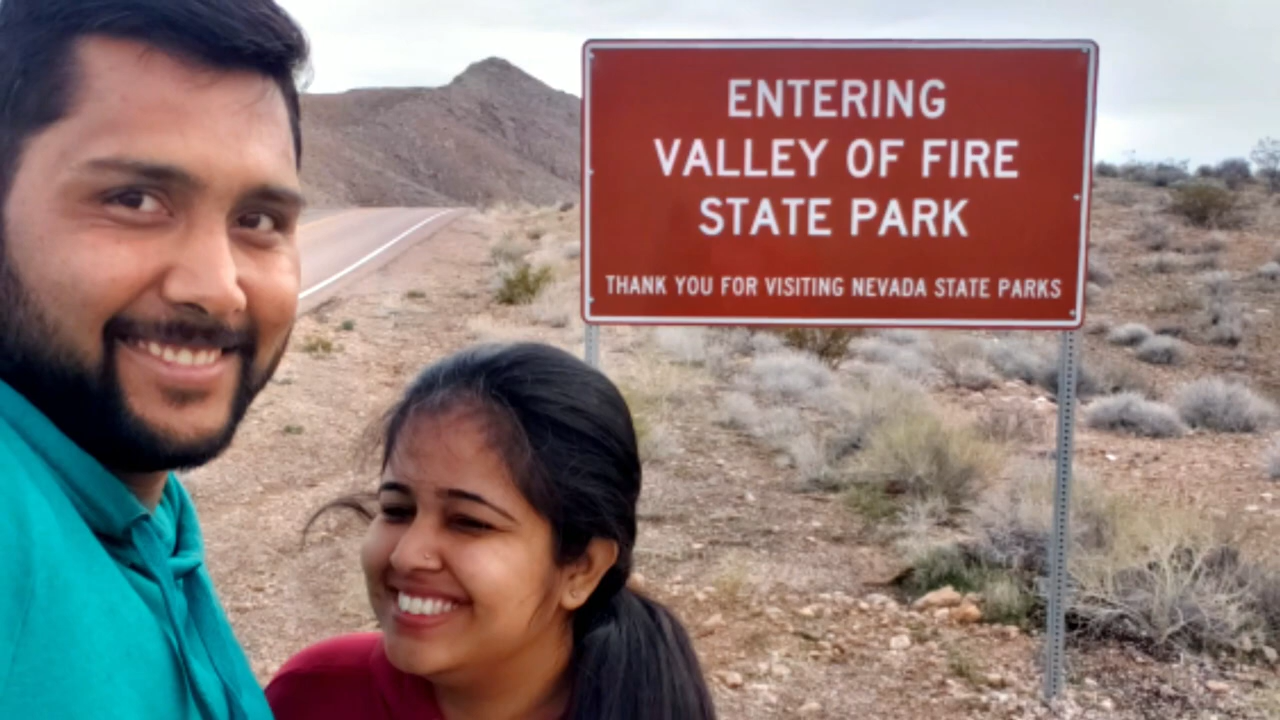 ENTERING
VALLEY OF FIRE
STATE PARK
THANK YOU FOR VISITING NEVADA STATE PARKS